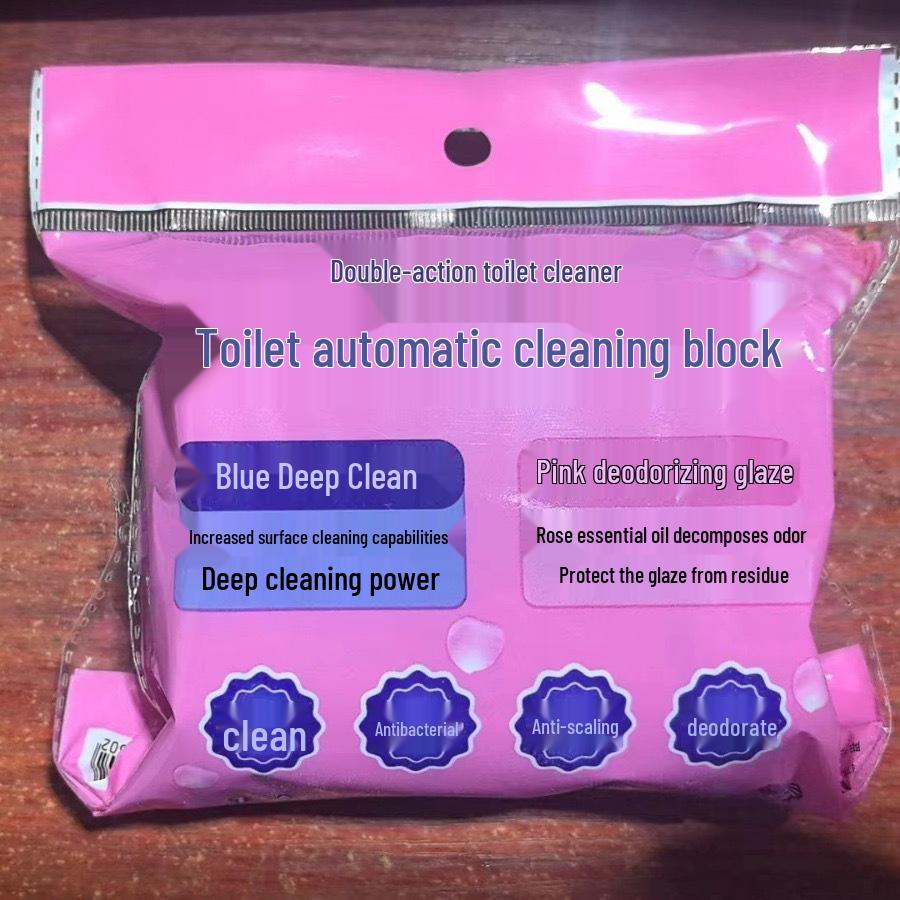 Double-action toilet cleaner
Toilet automatic cleaning block
Blue Deep Clean
Pink deodorizing glaze
Increased surface cleaning capabilities
Rose essential oil decomposes odor
Deep cleaning power
Protect the glaze from residue
clean
Antibacterial
Anti-scaling
deodorate